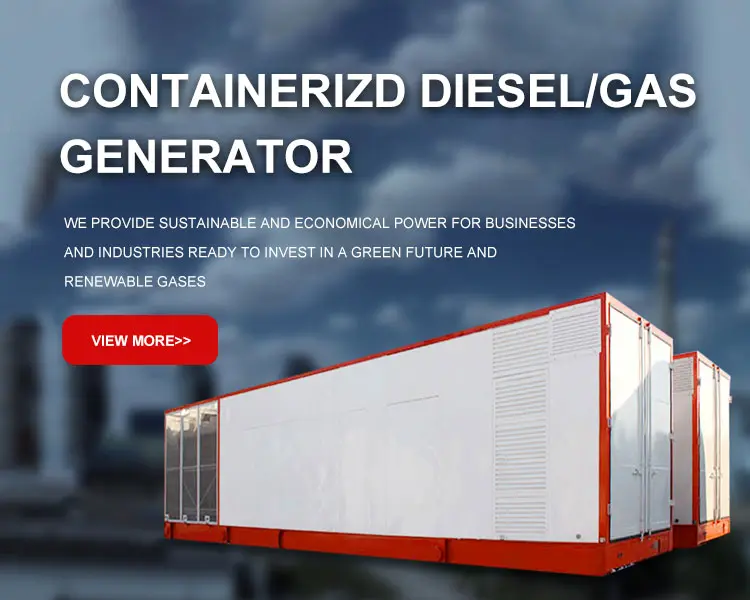 CONTAINERIZD DIESEL/GAS
GENERATOR
WE PROVIDE SUSTAINABLE AND ECONOMICAL POWER FOR BUSINESSES
AND INDUSTRIES READY TO INVEST IN A GREEN FUTURE AND
RENEWABLE GASES
VIEW MORE>>